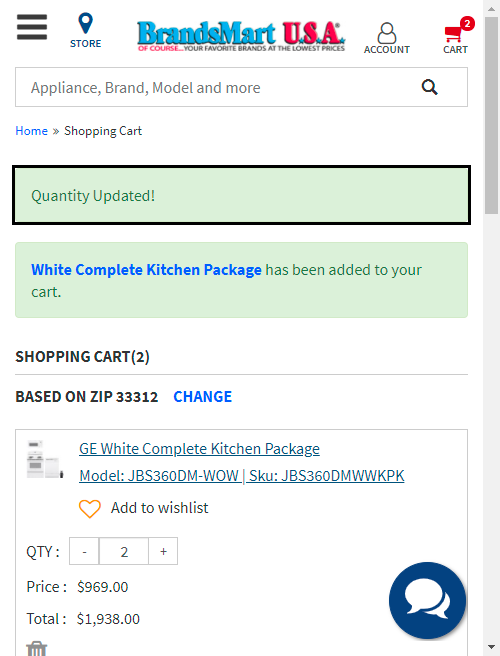 STORE
BrandsMart U.S.A.
OF COURSE...YOUR FAVORITE BRANDS AT THE LOWEST PRICES
ACCOUNT
2
CART
Appliance, Brand, Model and more
Home » Shopping Cart
Quantity Updated!
White Complete Kitchen Package has been added to your
cart.
SHOPPING CART(2)
BASED ON ZIP 33312 CHANGE
GE White Complete Kitchen Package
Model: JBS360DM-WOW | Sku: JBS360DMWWKPK
Add to wishlist
QTY : - 2 +
Price : $969.00
Total : $1,938.00